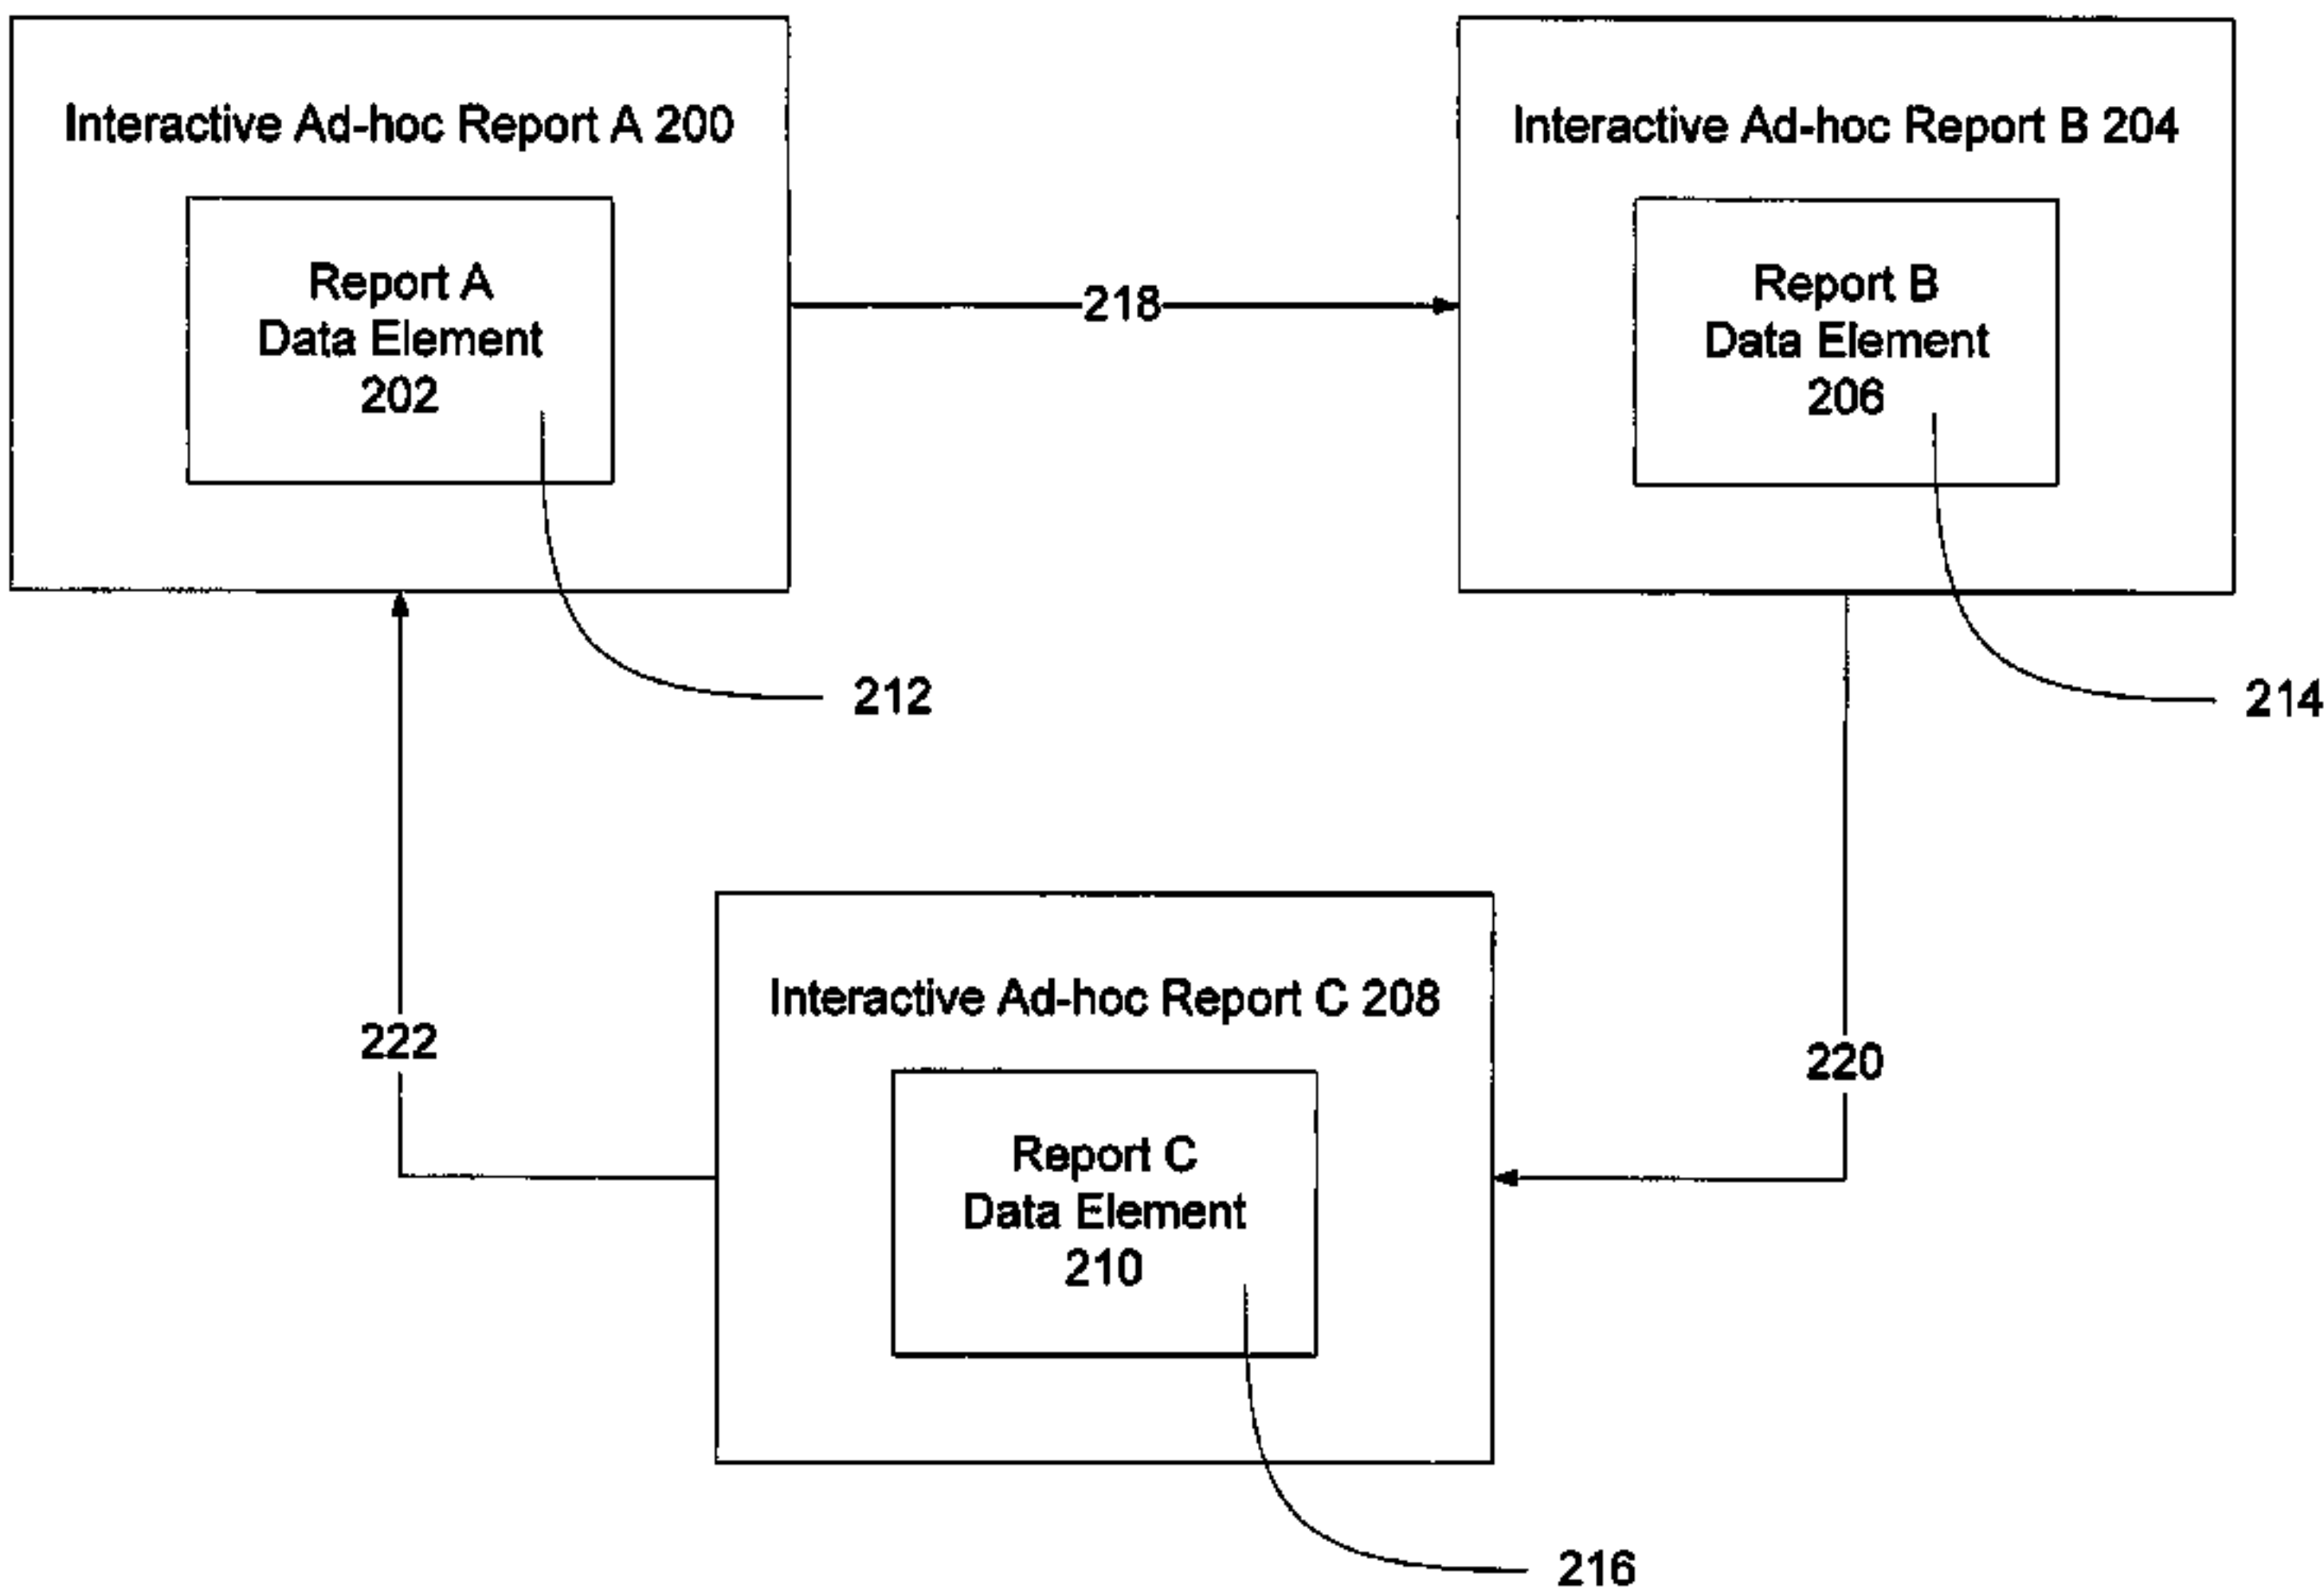 Interactive Ad-hoc Report A 200
Report A
Data Element
202
218
Interactive Ad-hoc Report B 204
Report B
Data Element
206
212
214
222
220
Interactive Ad-hoc Report C 208
Report C
Data Element
210
216